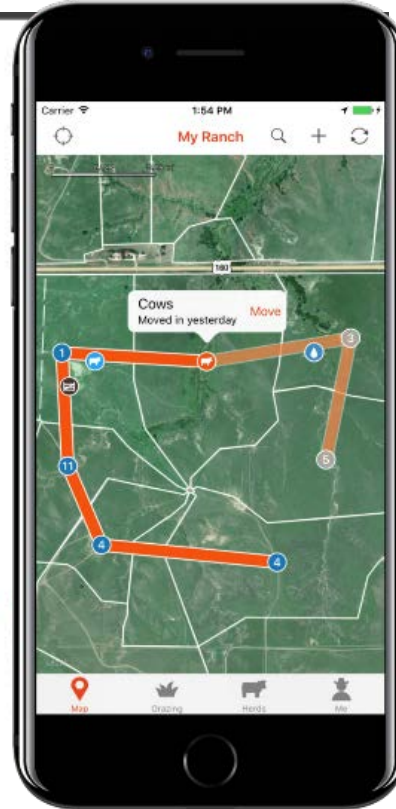 Carrier
1:54 PM
My Ranch
160
Cows
Moved in yesterday
Move
1
3
5
11
4
4
Map
Grazing
Herds
Me